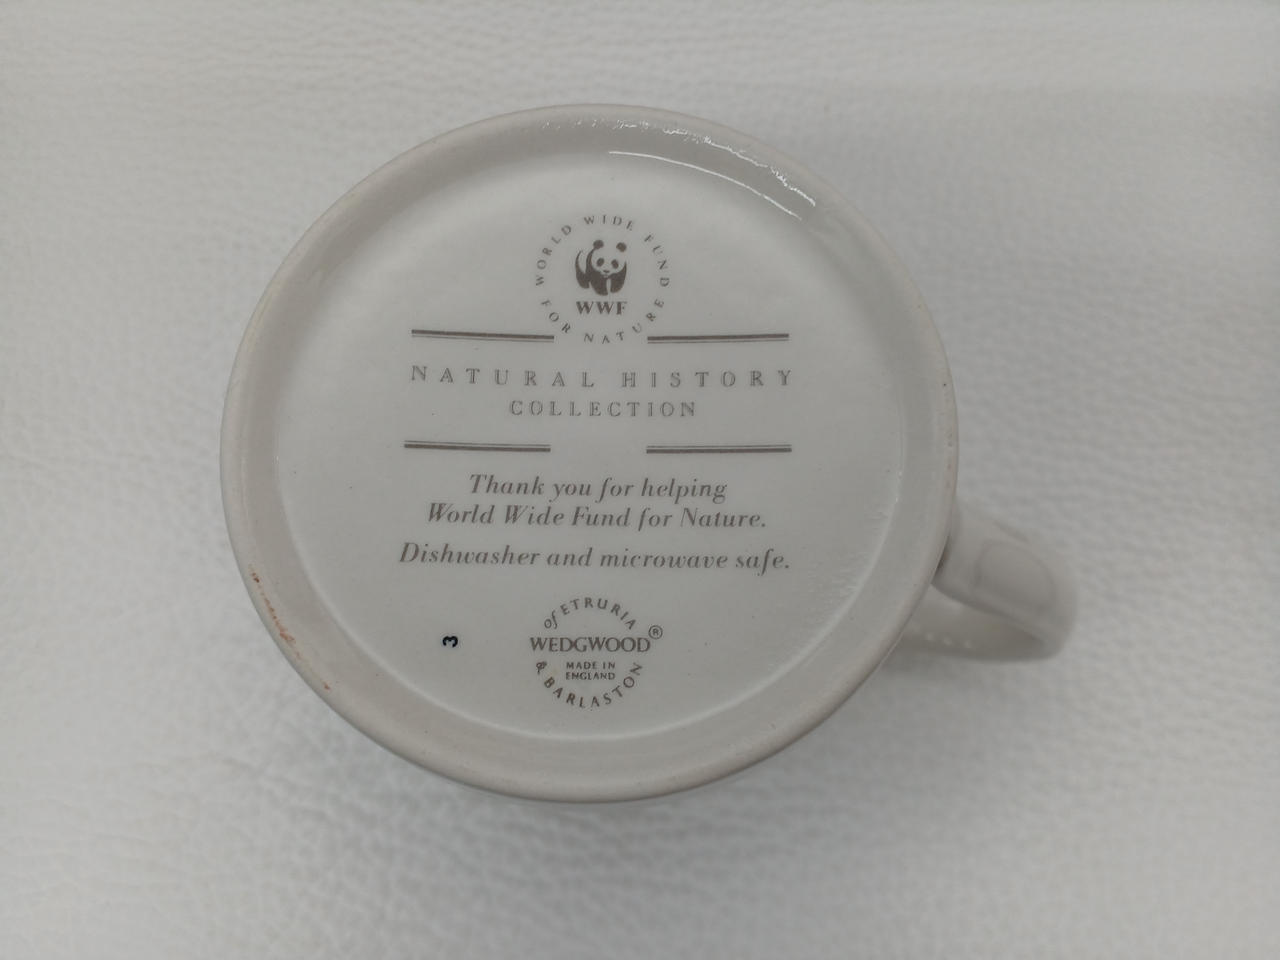 WORLD WIDE FUND
FOR NATURE
WWF
NATURAL HISTORY
COLLECTION
Thank you for helping
World Wide Fund for Nature.
Dishwasher and microwave safe.
of ETRURIA
WEDGWOOD®
MADE IN
ENGLAND
& BARLASTON
3